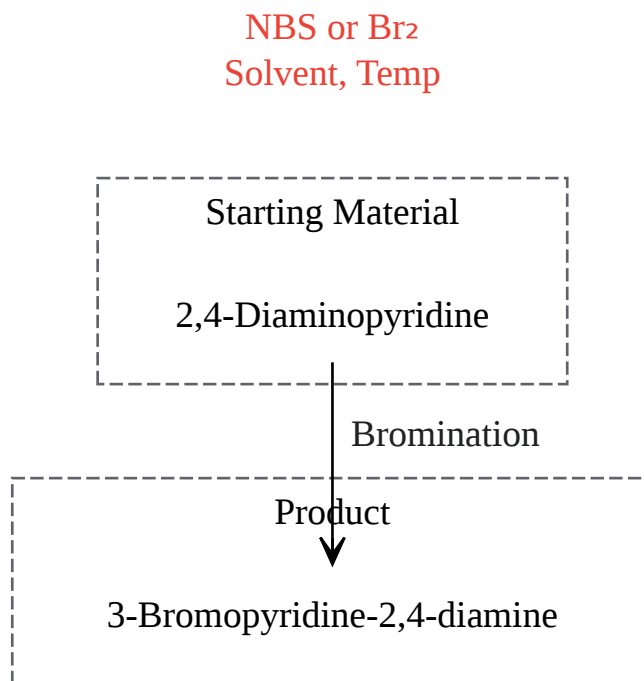 NBS or Br₂
Solvent, Temp
Starting Material
2,4-Diaminopyridine
Bromination
Product
3-Bromopyridine-2,4-diamine